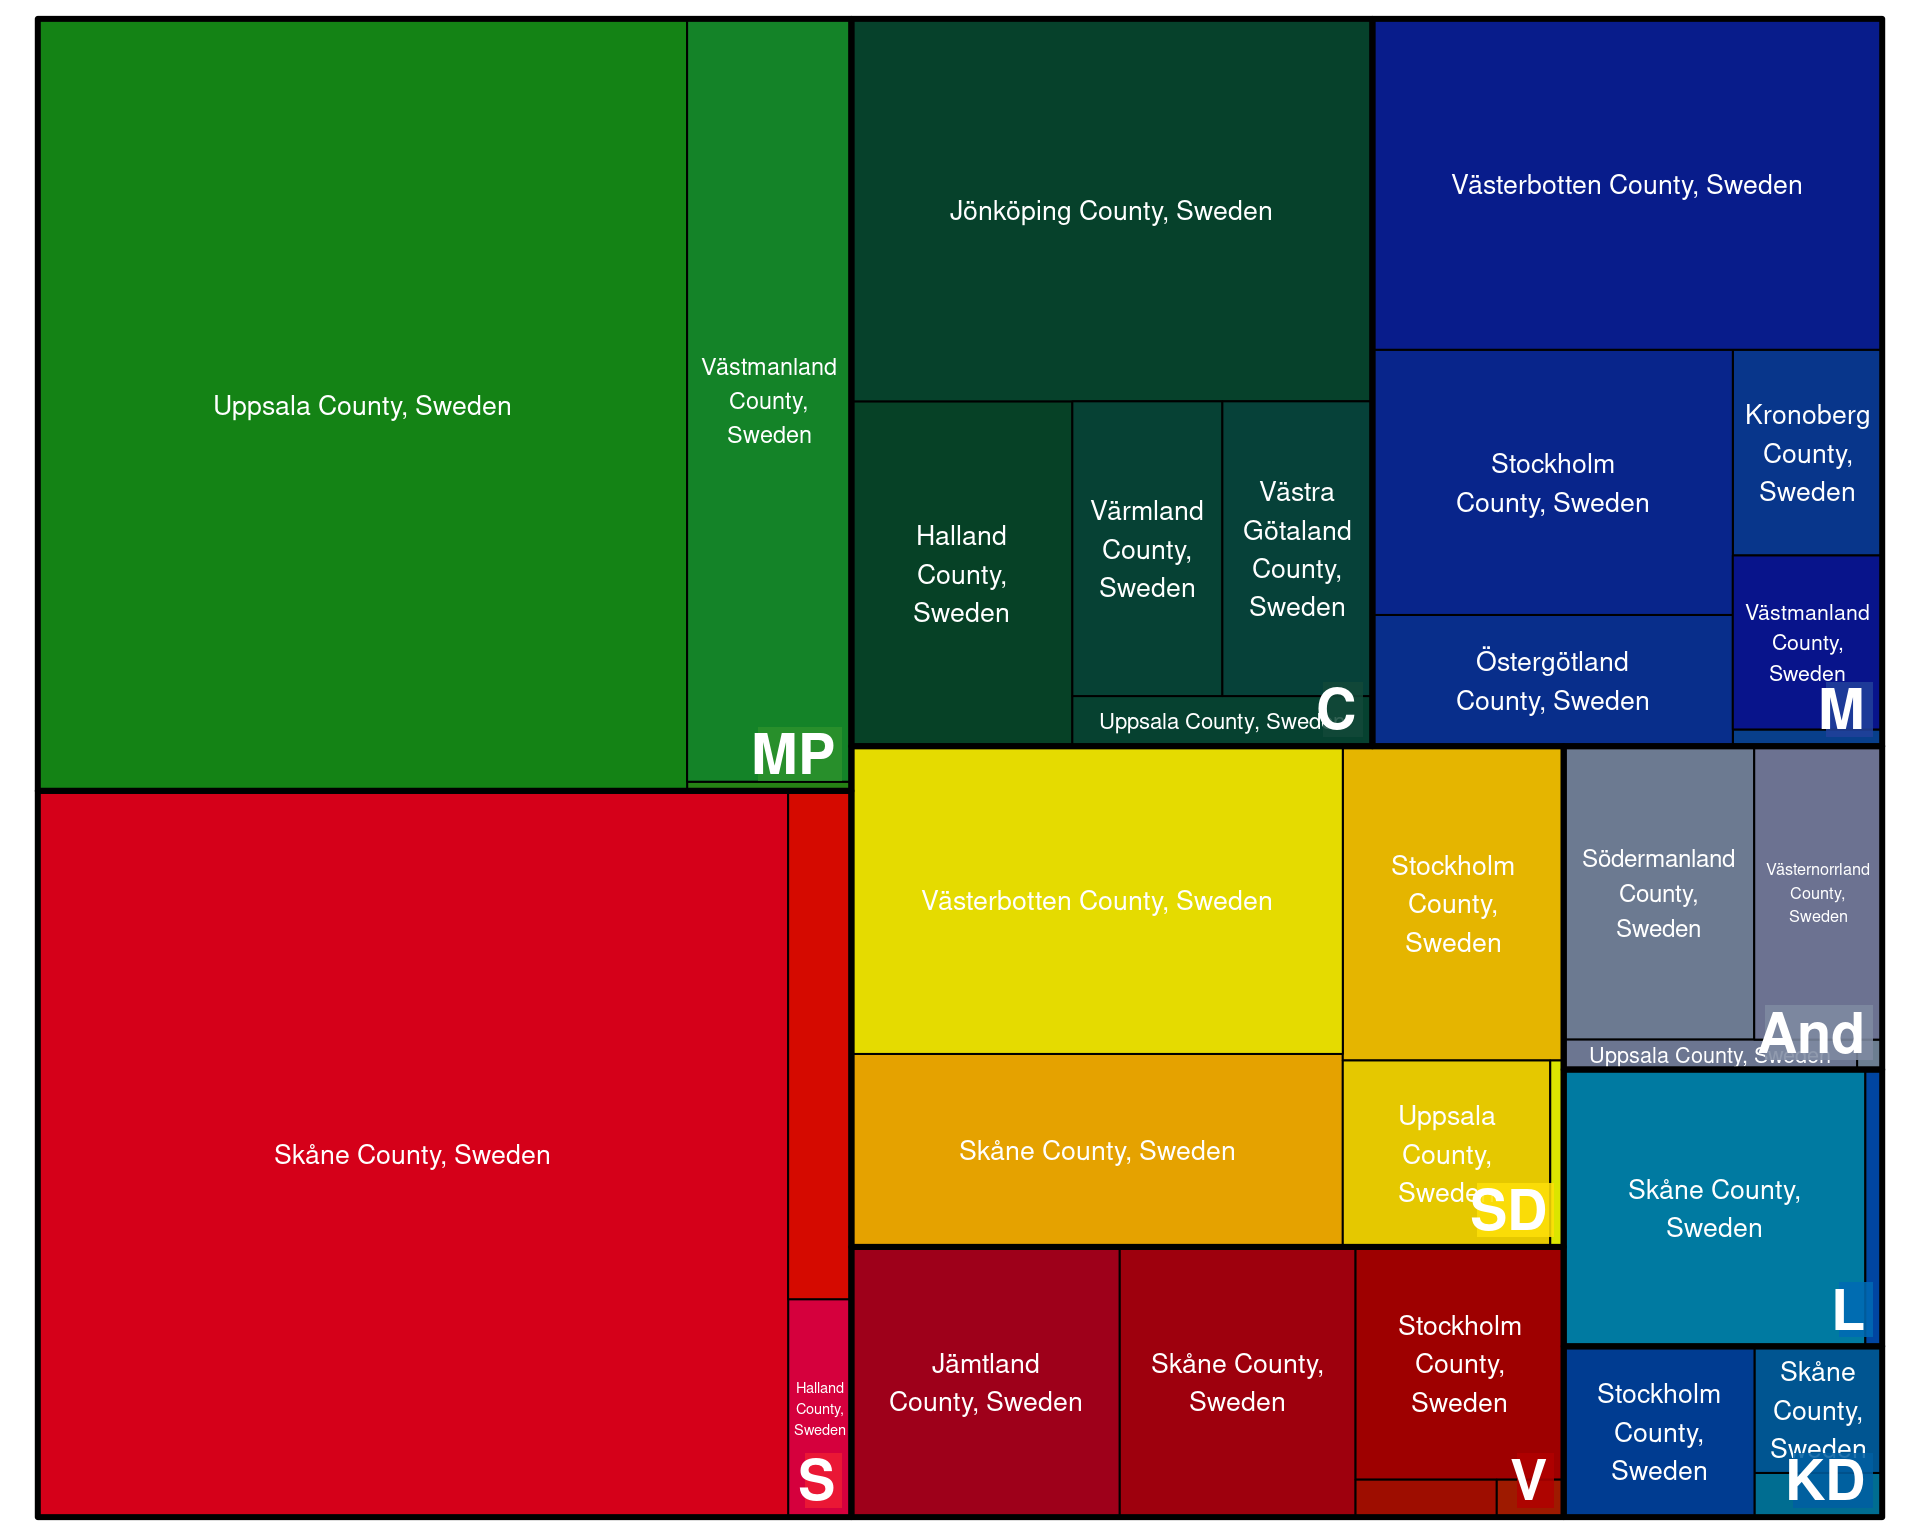 Uppsala County, Sweden
Västmanland
County,
Sweden
MP
Skåne County, Sweden
Halland
County,
Sweden
S
Jönköping County, Sweden
Halland
County,
Sweden
Värmland
County,
Sweden
Västra
Götaland
County,
Sweden
Uppsala County, Sweden
C
Västerbotten County, Sweden
Stockholm
County, Sweden
Kronoberg
County,
Sweden
Östergötland
County, Sweden
Västmanland
County,
Sweden
M
Västerbotten County, Sweden
Stockholm
County,
Sweden
Skåne County, Sweden
Uppsala
County,
Sweden
SD
Södermanland
County,
Sweden
Västernorrland
County,
Sweden
Uppsala County, Sweden
And
Skåne County,
Sweden
L
Jämtland
County, Sweden
Skåne County,
Sweden
Stockholm
County,
Sweden
V
Stockholm
County,
Sweden
Skåne
County,
Sweden
KD